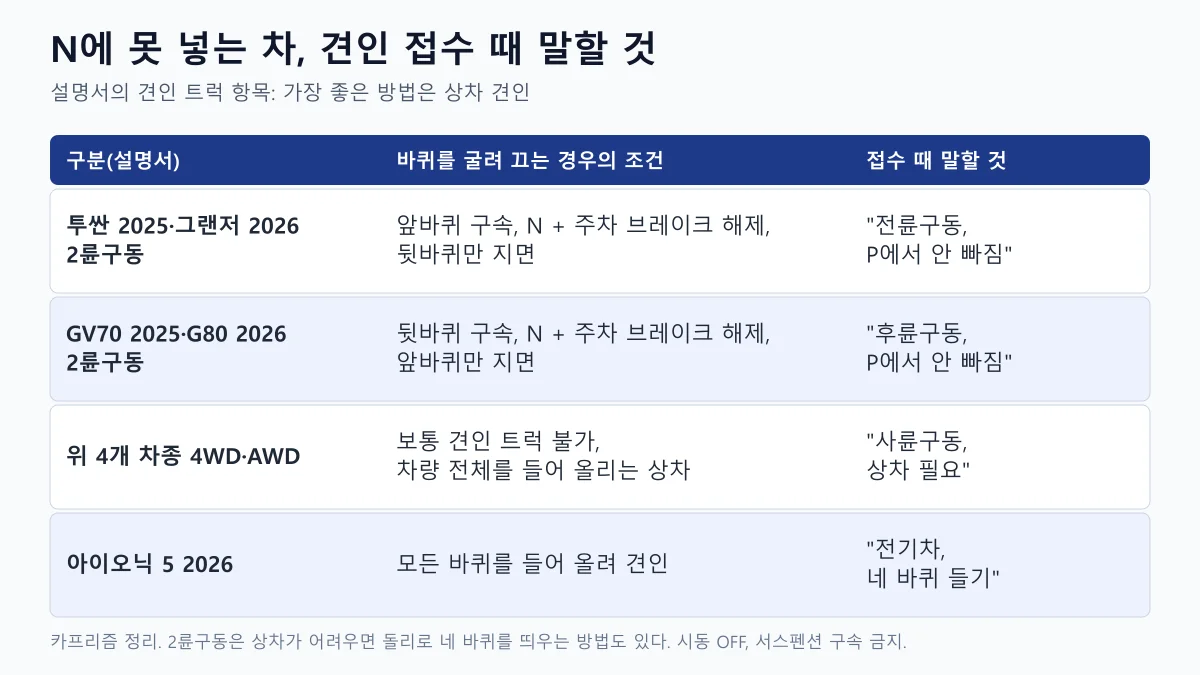 N에 못 넣는 차, 견인 접수 때 말할 것
설명서의 견인 트럭 항목: 가장 좋은 방법은 상차 견인
구분(설명서)
바퀴를 굴려 끄는 경우의 조건
접수 때 말할 것
투싼 2025·그랜저 2026
2륜구동
앞바퀴 구속, N + 주차 브레이크 해제,
뒷바퀴만 지면
"전륜구동,
P에서 안 빠짐"
GV70 2025·G80 2026
2륜구동
뒷바퀴 구속, N + 주차 브레이크 해제,
앞바퀴만 지면
"후륜구동,
P에서 안 빠짐"
위 4개 차종 4WD·AWD
보통 견인 트럭 불가,
차량 전체를 들어 올리는 상차
"사륜구동,
상차 필요"
아이오닉 5 2026
모든 바퀴를 들어 올려 견인
"전기차,
네 바퀴 들기"
카프리즘 정리. 2륜구동은 상차가 어려우면 돌리로 네 바퀴를 띄우는 방법도 있다. 시동 OFF, 서스펜션 구속 금지.